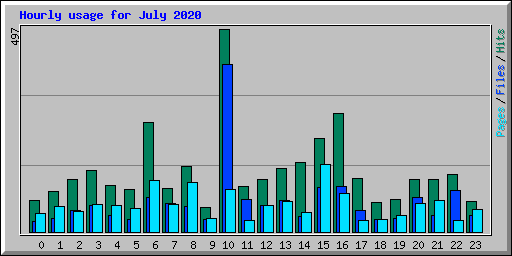 Hourly usage for July 2020
497
Pages/Files/Hits
0 1 2 3 4 5 6 7 8 9 10 11 12 13 14 15 16 17 18 19 20 21 22 23